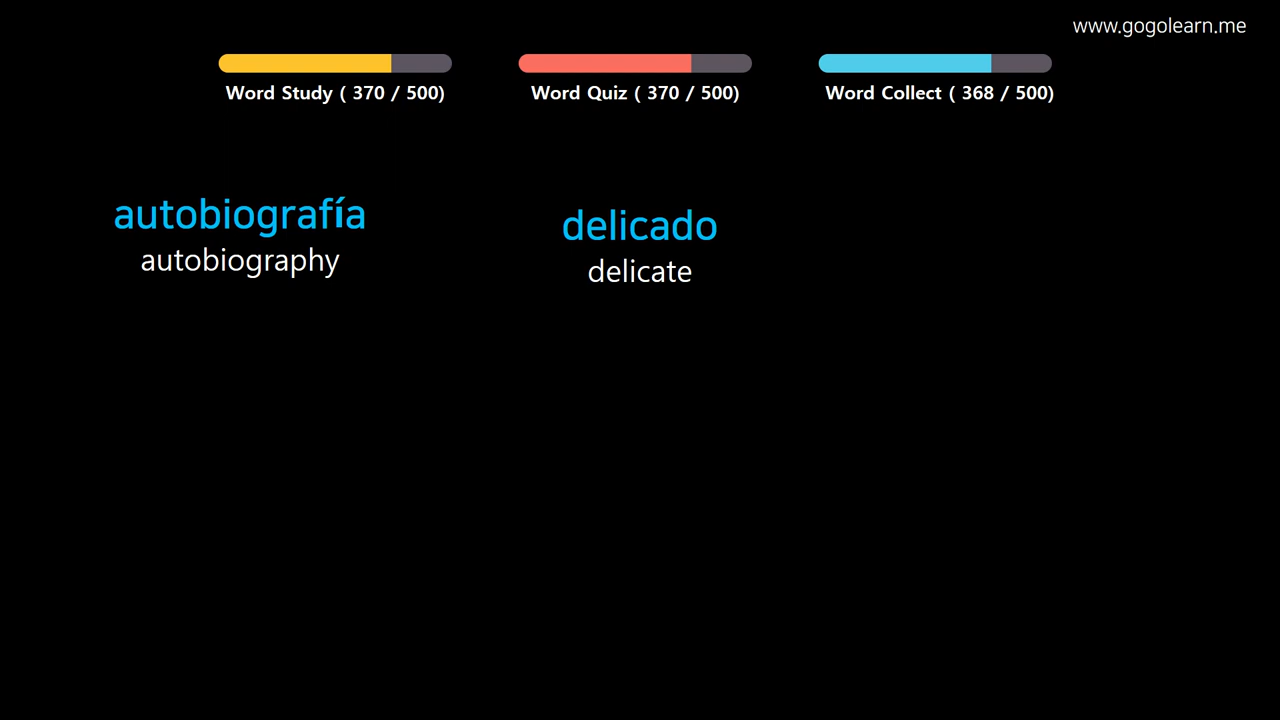 www.gogolearn.me
Word Study ( 370 / 500)
Word Quiz ( 370 / 500)
Word Collect ( 368 / 500)
autobiografía
autobiography
delicado
delicate